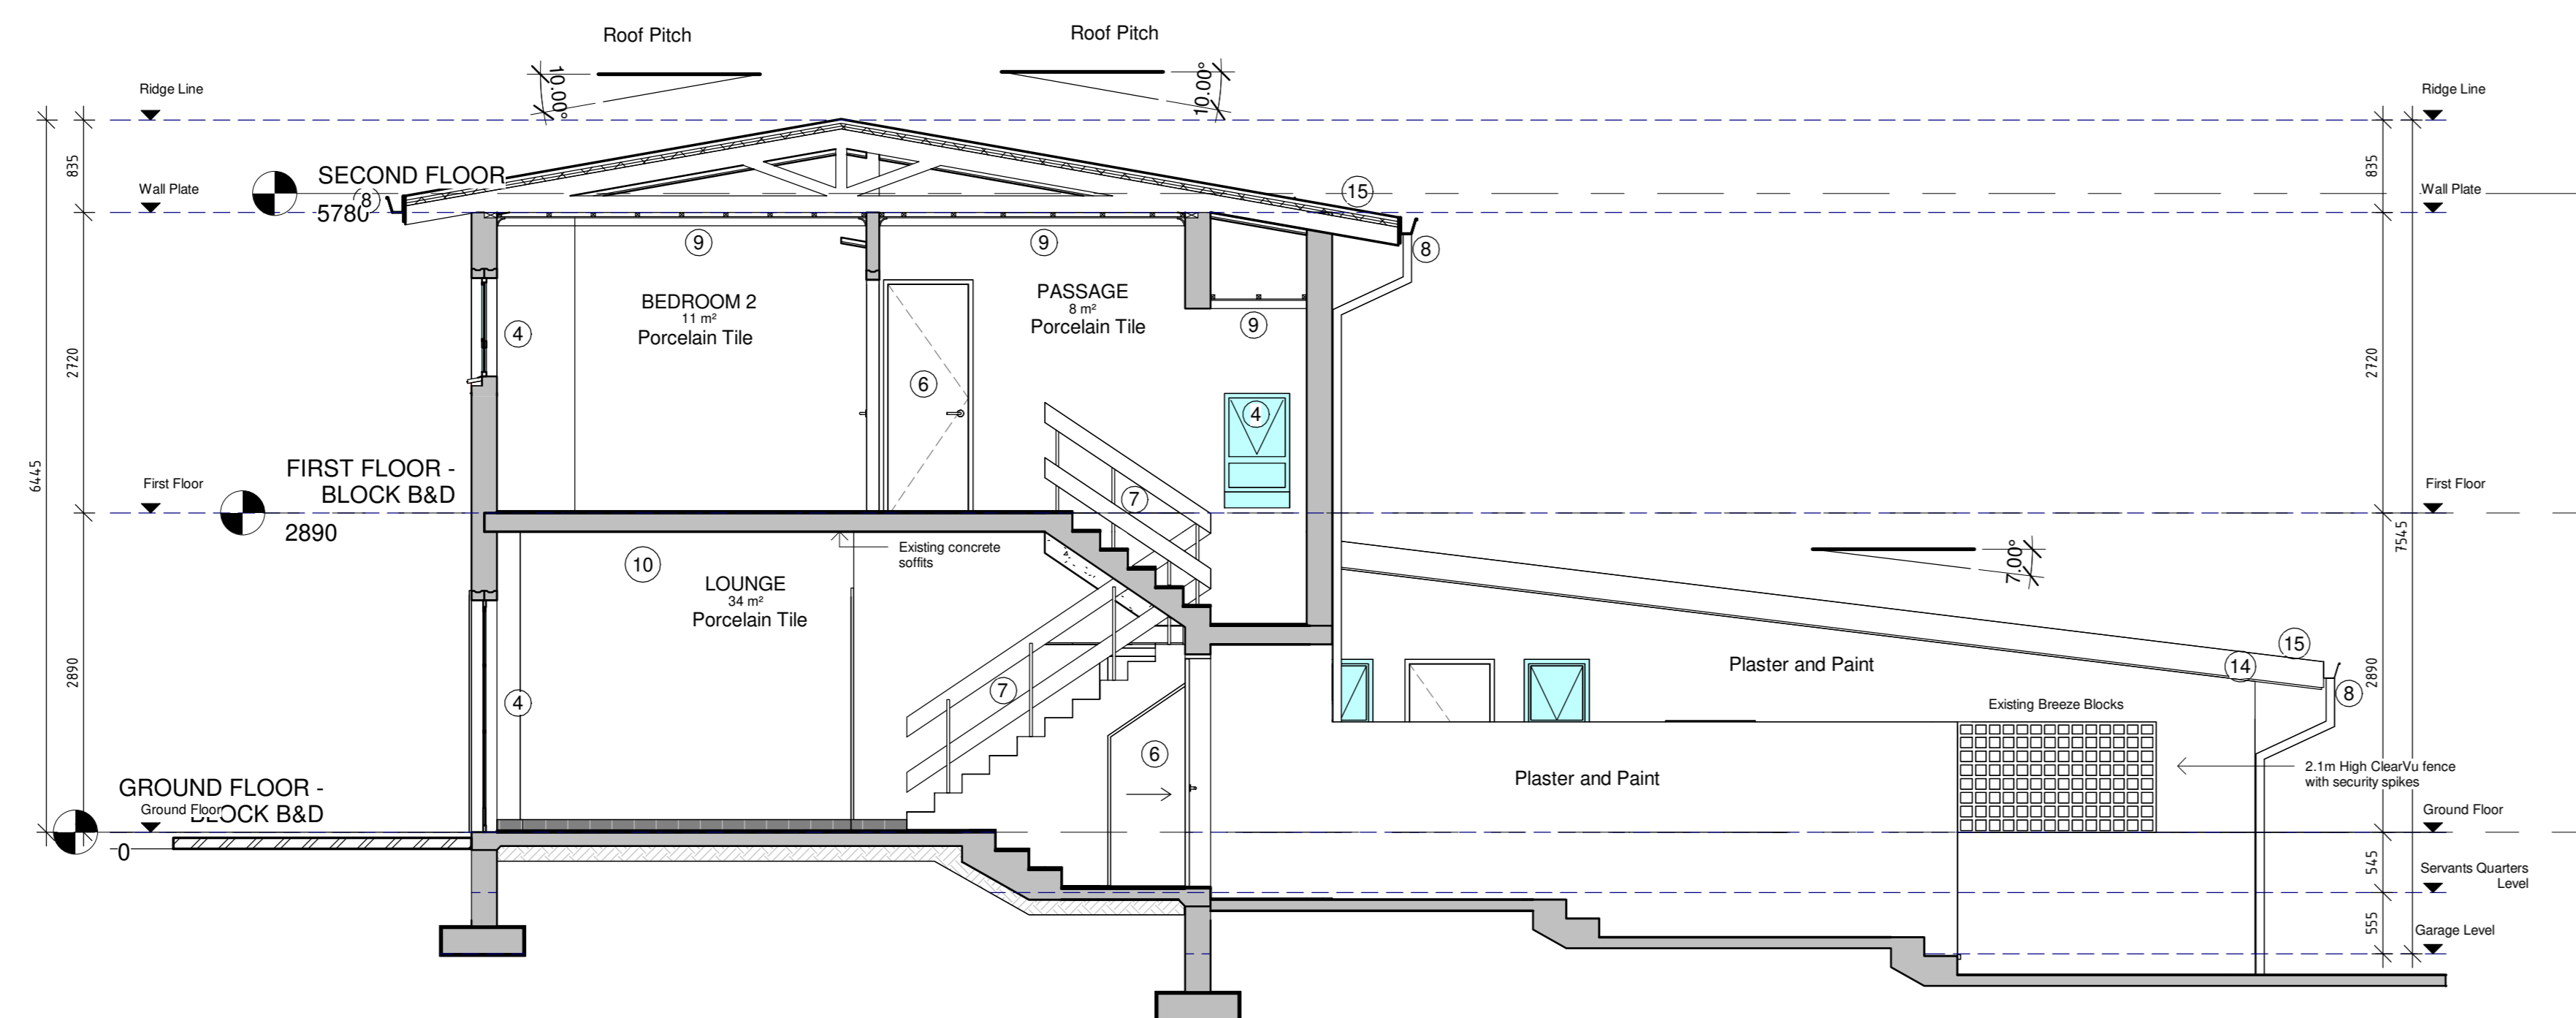 Roof Pitch
Roof Pitch
10.00°
10.00°
Ridge Line
Ridge Line
835
835
SECOND FLOOR
5780
8
Wall Plate
Wall Plate
15
8
9
9
9
BEDROOM 2
11 m²
Porcelain Tile
PASSAGE
8 m²
Porcelain Tile
4
6
4
2720
2720
7
FIRST FLOOR -
BLOCK B&D
2890
First Floor
First Floor
6445
7545
Existing concrete
soffits
10
LOUNGE
34 m²
Porcelain Tile
7.00°
2890
2890
4
7
6
Plaster and Paint
15
14
8
Existing Breeze Blocks
Plaster and Paint
2.1m High ClearVu fence
with security spikes
GROUND FLOOR -
BLOCK B&D
Ground Floor
0
Ground Floor
545
Servants Quarters
Level
555
Garage Level